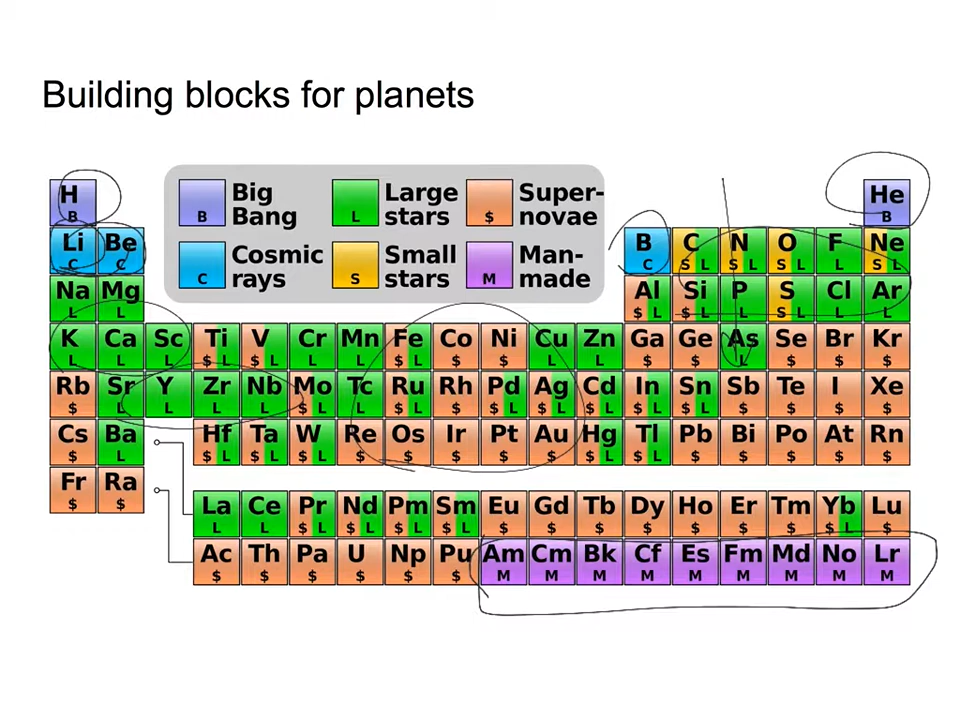 Building blocks for planets
H He
B B
Big Bang
B
Large stars
L
Super-novae
$
Cosmic rays
C
Small stars
S
Man-made
M
Li Be B C N O F Ne
C C C S L S L S L L S L
Na Mg Al Si P S Cl Ar
L L $ L $ L L S L L L
K Ca Sc Ti V Cr Mn Fe Co Ni Cu Zn Ga Ge As Se Br Kr
L L L $ L $ L L L $ L $ $ L L $ $ L $ $ $
Rb Sr Y Zr Nb Mo Tc Ru Rh Pd Ag Cd In Sn Sb Te I Xe
$ L L L L $ L L $ L $ $ L $ L $ L $ L $ L $ $ $ $
Cs Ba Hf Ta W Re Os Ir Pt Au Hg Tl Pb Bi Po At Rn
$ L $ L $ L $ L $ $ $ $ $ $ L $ L $ $ $ $ $
Fr Ra
$ $
La Ce Pr Nd Pm Sm Eu Gd Tb Dy Ho Er Tm Yb Lu
L L $ L $ L $ L $ L $ $ $ $ $ $ $ $ L $
Ac Th Pa U Np Pu Am Cm Bk Cf Es Fm Md No Lr
$ $ $ $ $ $ M M M M M M M M M